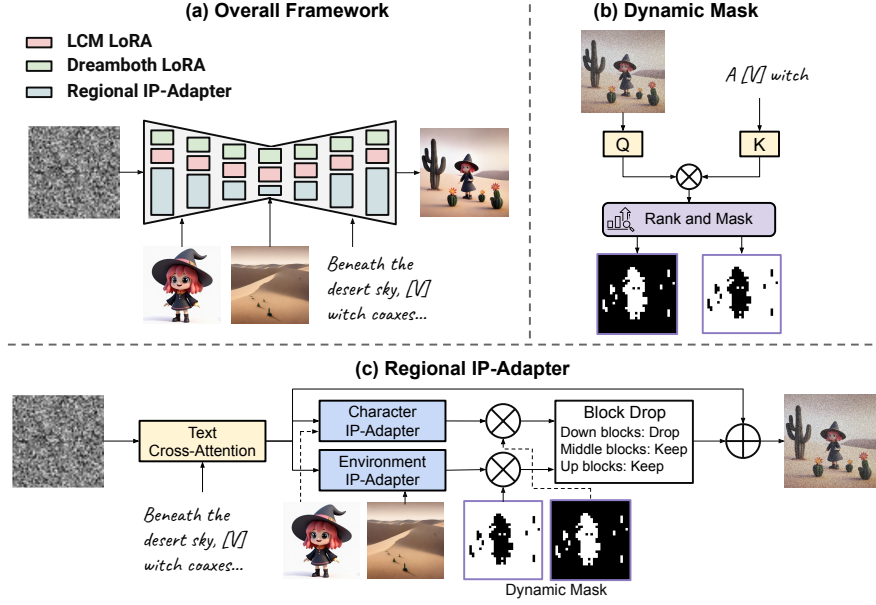 (a) Overall Framework
LCM LoRA
Dreamboth LoRA
Regional IP-Adapter
Beneath the
desert sky, [V]
witch coaxes...
(b) Dynamic Mask
A [V] witch
Q
K
Rank and Mask
(c) Regional IP-Adapter
Text
Cross-Attention
Beneath the
desert sky, [V]
witch coaxes...
Character
IP-Adapter
Environment
IP-Adapter
Block Drop
Down blocks: Drop
Middle blocks: Keep
Up blocks: Keep
Dynamic Mask